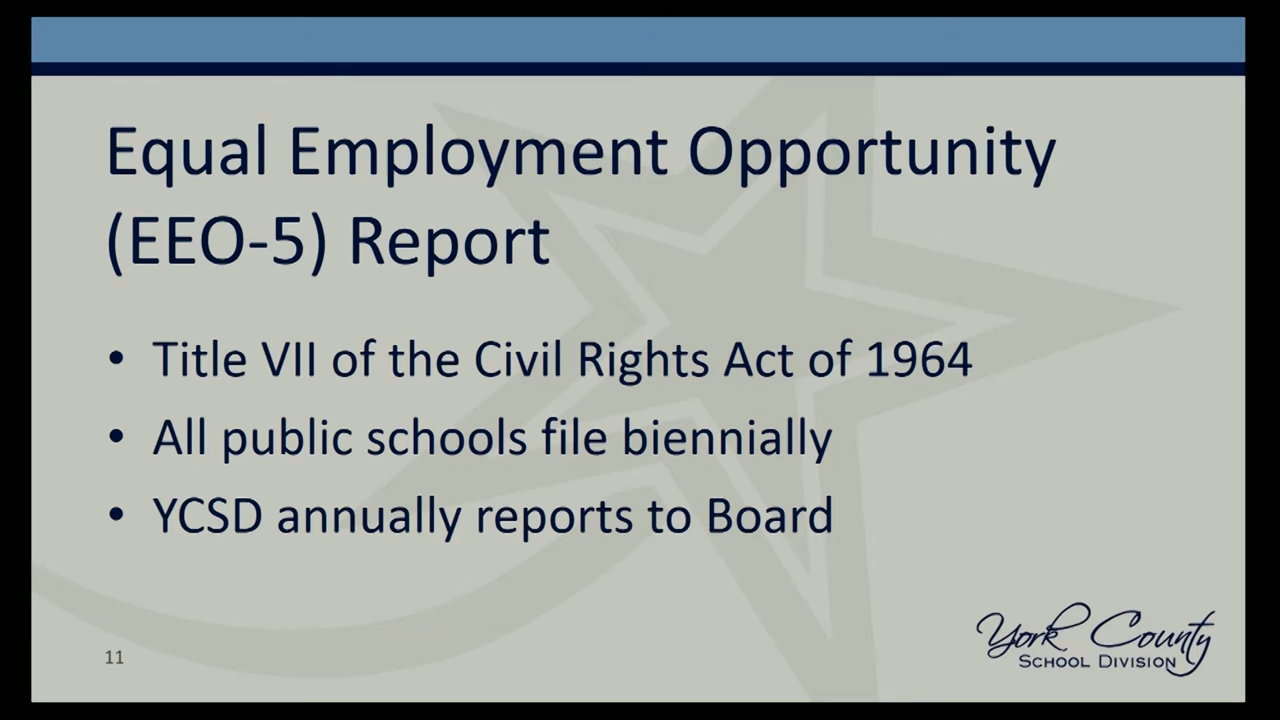 Equal Employment Opportunity
(EEO-5) Report
• Title VII of the Civil Rights Act of 1964
• All public schools file biennially
• YCSD annually reports to Board
11
York County
SCHOOL DIVISION